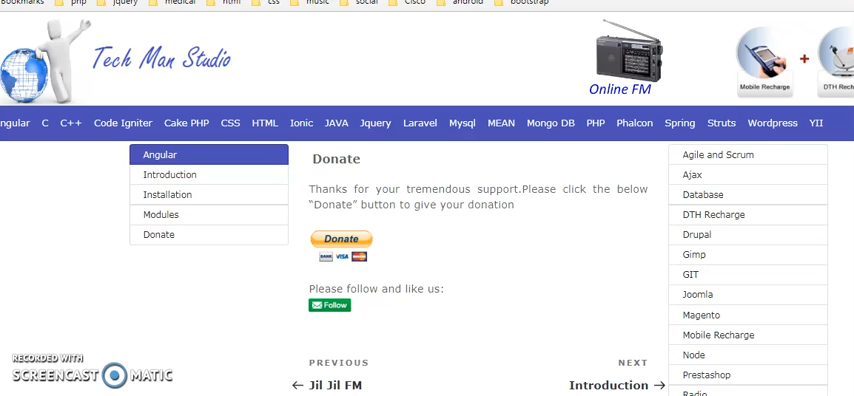 Bookmarks php jquery medical html css music social Cisco android bootstrap
Tech Man Studio
Online FM
Mobile Recharge
DTH Rech
ngular C C++ Code Igniter Cake PHP CSS HTML Ionic JAVA Jquery Laravel Mysql MEAN Mongo DB PHP Phalcon Spring Struts Wordpress YII
Angular
Introduction
Installation
Modules
Donate
Donate
Thanks for your tremendous support.Please click the below
“Donate” button to give your donation
Donate
BANK VISA
Please follow and like us:
Follow
PREVIOUS
Jil Jil FM
NEXT
Introduction
Agile and Scrum
Ajax
Database
DTH Recharge
Drupal
Gimp
GIT
Joomla
Magento
Mobile Recharge
Node
Prestashop
Radio
RECORDED WITH
SCREENCAST MATIC